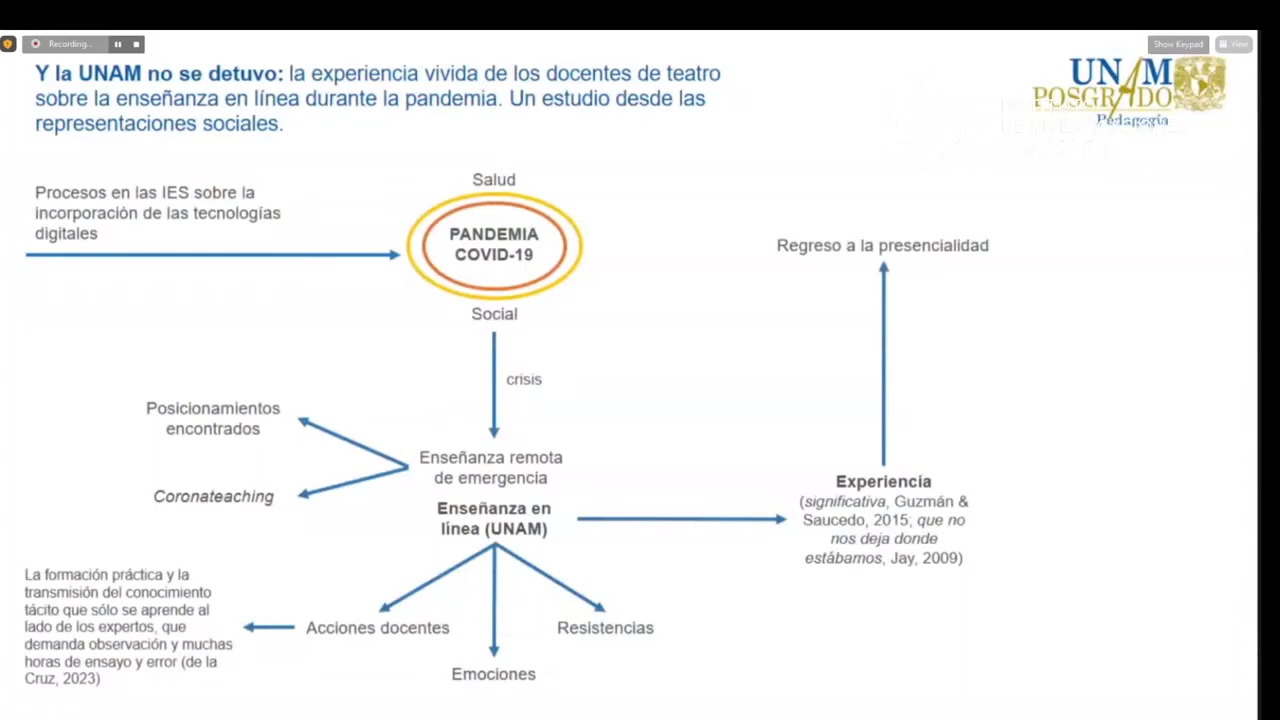 Recording...
Show Keypad
View
Y la UNAM no se detuvo: la experiencia vivida de los docentes de teatro
sobre la enseñanza en línea durante la pandemia. Un estudio desde las
representaciones sociales.
UNAM
POSGRADO
Pedagogía
Procesos en las IES sobre la
incorporación de las tecnologías
digitales
Salud
PANDEMIA
COVID-19
Social
crisis
Regreso a la presencialidad
Posicionamientos
encontrados
Coronateaching
Enseñanza remota
de emergencia
Enseñanza en
línea (UNAM)
Experiencia
(significativa, Guzmán &
Saucedo, 2015; que no
nos deja donde
estábamos, Jay, 2009)
La formación práctica y la
transmisión del conocimiento
tácito que sólo se aprende al
lado de los expertos, que
demanda observación y muchas
horas de ensayo y error (de la
Cruz, 2023)
Acciones docentes
Emociones
Resistencias